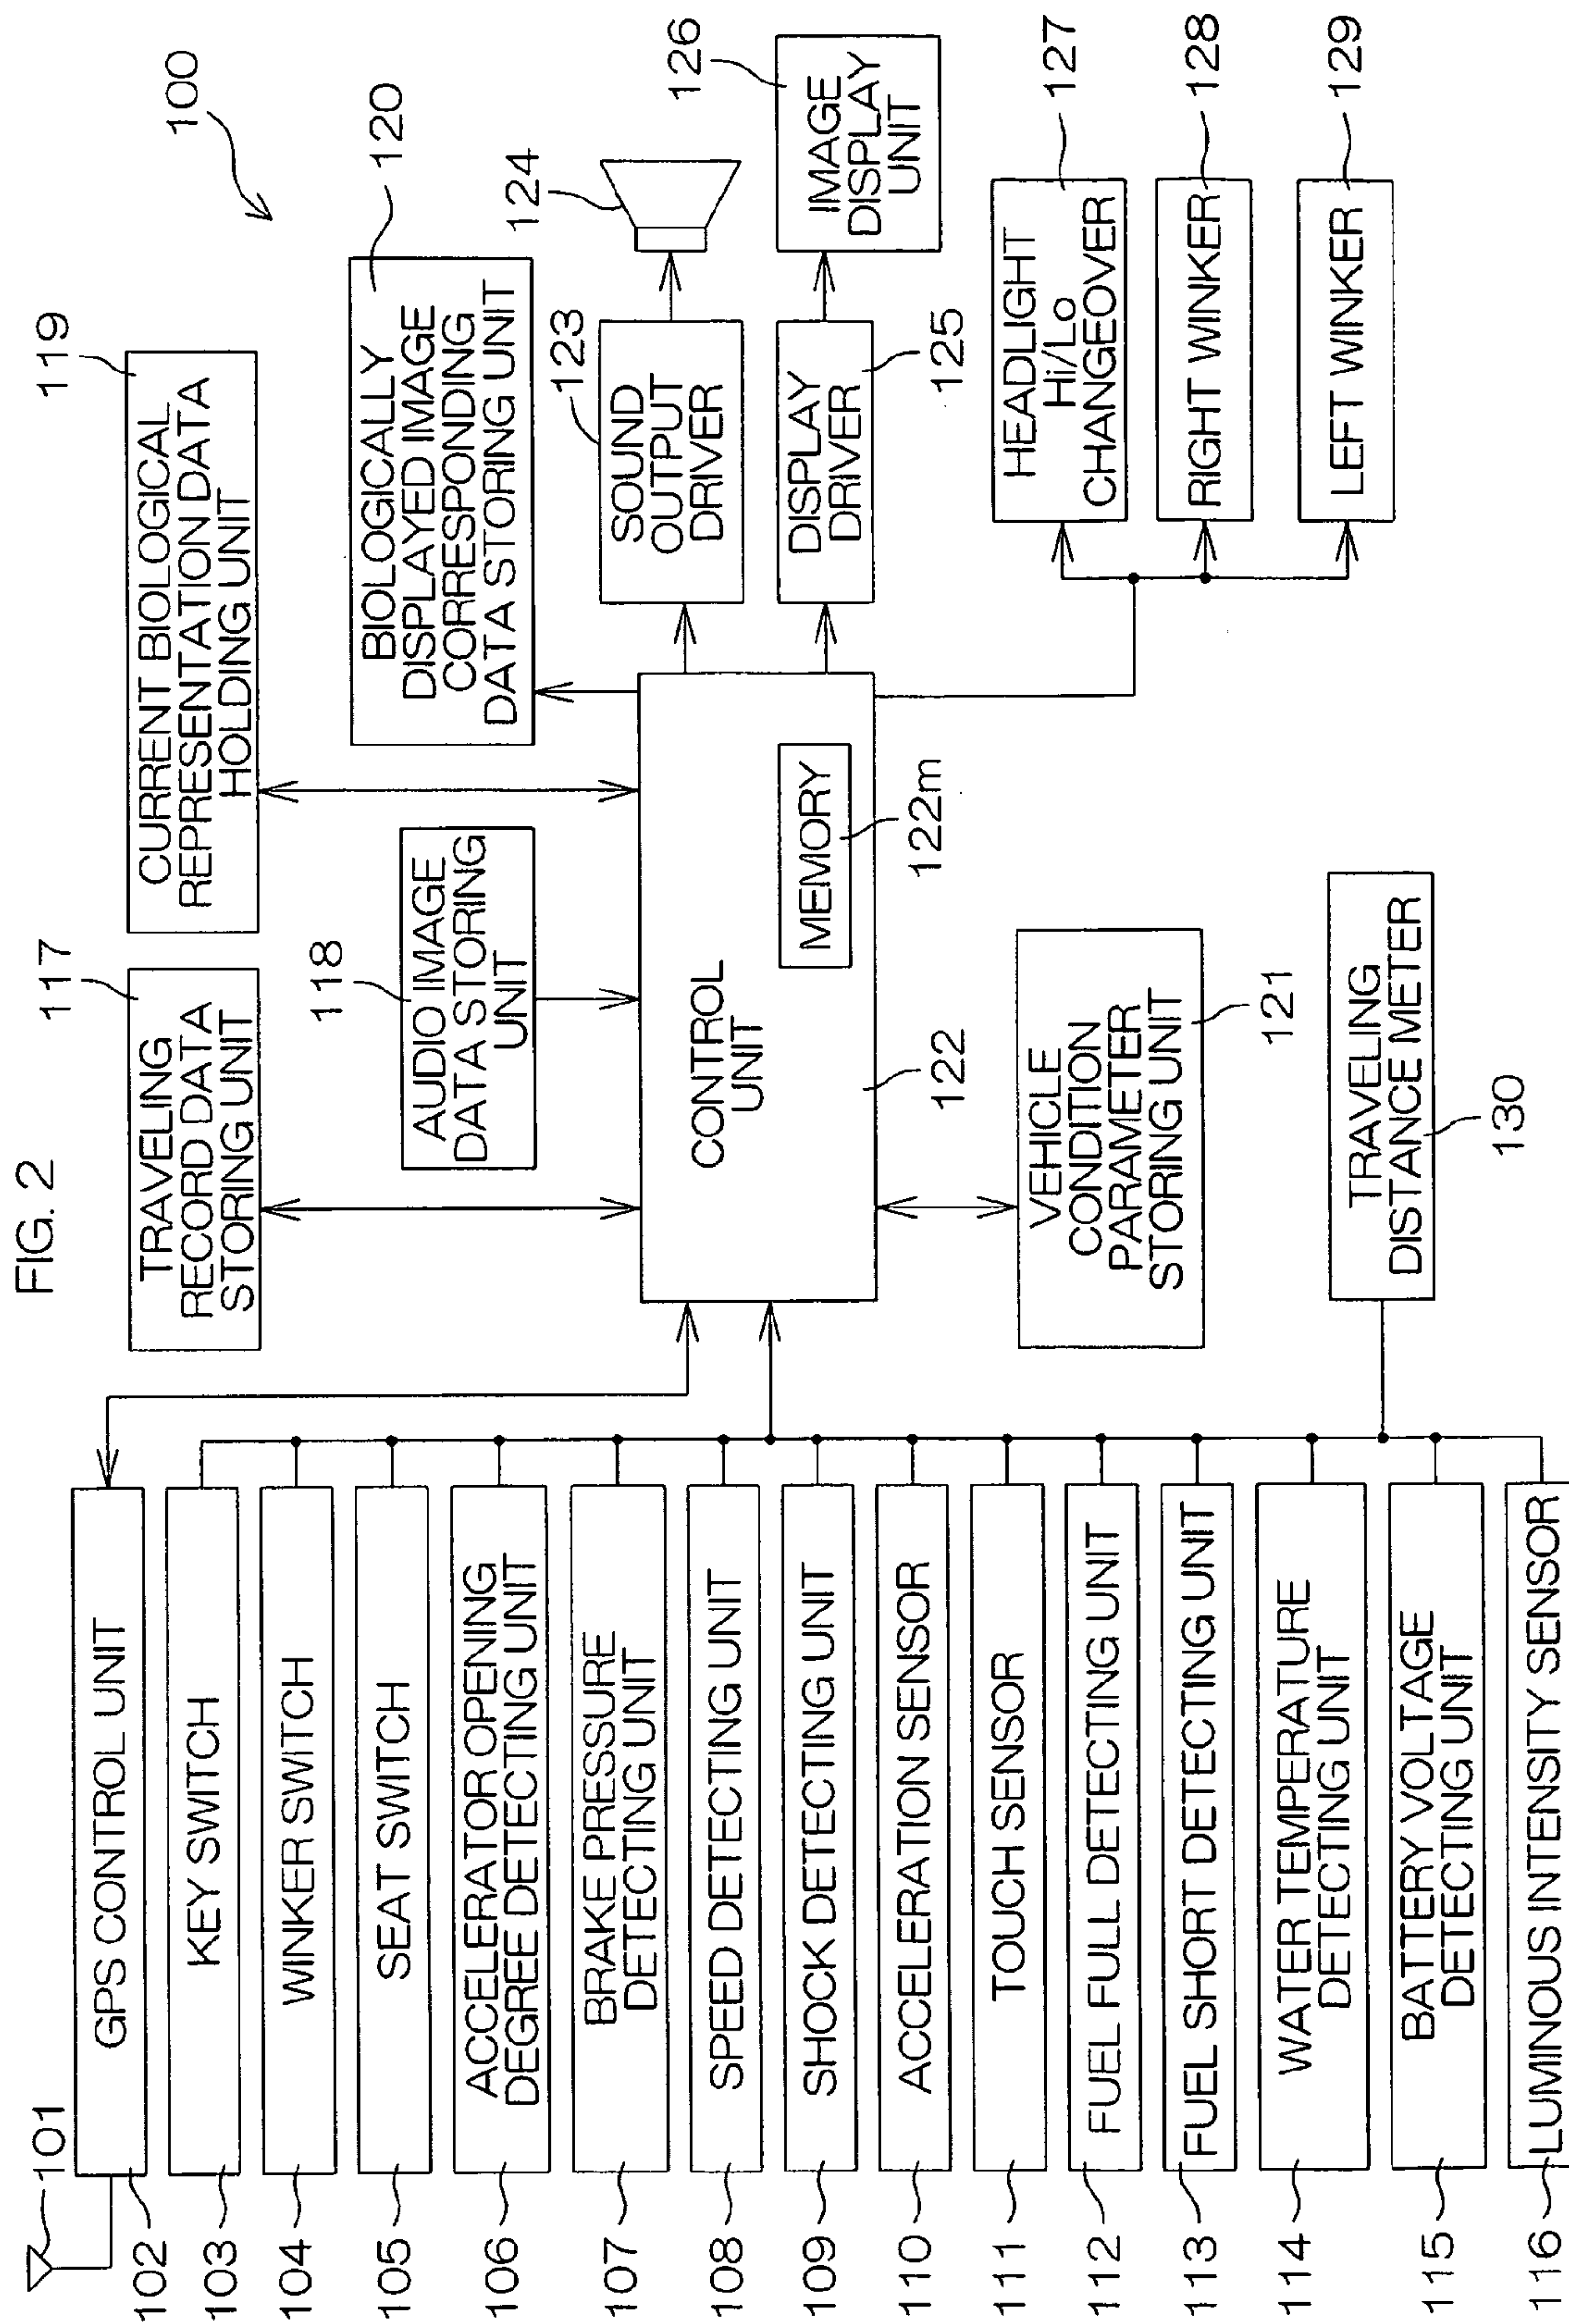 FIG. 2
100
101
GPS CONTROL UNIT
102
KEY SWITCH
103
WINKER SWITCH
104
SEAT SWITCH
105
ACCELERATOR OPENING
DEGREE DETECTING UNIT
106
BRAKE PRESSURE
DETECTING UNIT
107
SPEED DETECTING UNIT
108
SHOCK DETECTING UNIT
109
ACCELERATION SENSOR
110
TOUCH SENSOR
111
FUEL FULL DETECTING UNIT
112
FUEL SHORT DETECTING UNIT
113
WATER TEMPERATURE
DETECTING UNIT
114
BATTERY VOLTAGE
DETECTING UNIT
115
LUMINOUS INTENSITY SENSOR
116
117
TRAVELING
RECORD DATA
STORING UNIT
118
AUDIO IMAGE
DATA STORING
UNIT
119
CURRENT BIOLOGICAL
REPRESENTATION DATA
HOLDING UNIT
120
BIOLOGICALLY
DISPLAYED IMAGE
CORRESPONDING
DATA STORING UNIT
CONTROL
UNIT
122
MEMORY
122m
VEHICLE
CONDITION
PARAMETER
STORING UNIT
121
TRAVELING
DISTANCE METER
130
123
SOUND
OUTPUT
DRIVER
124
DISPLAY
DRIVER
125
126
IMAGE
DISPLAY
UNIT
HEADLIGHT
Hi/Lo
CHANGEOVER
127
RIGHT WINKER
128
LEFT WINKER
129